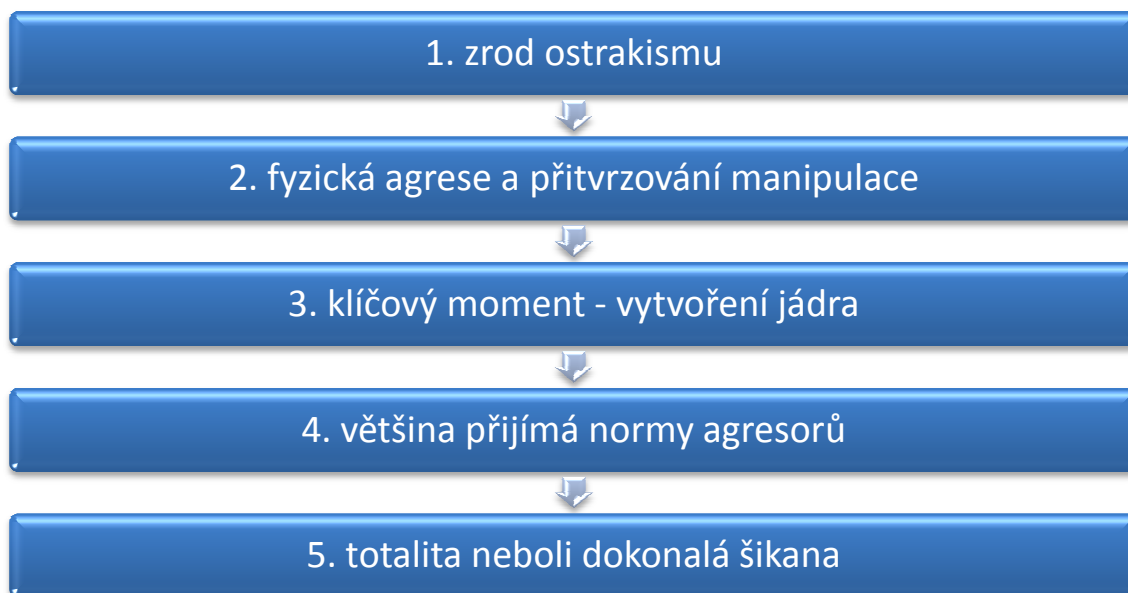 1. zrod ostrakismu
2. fyzická agrese a přitvrzování manipulace
3. klíčový moment - vytvoření jádra
4. většina přijímá normy agresorů
5. totalita neboli dokonalá šikana